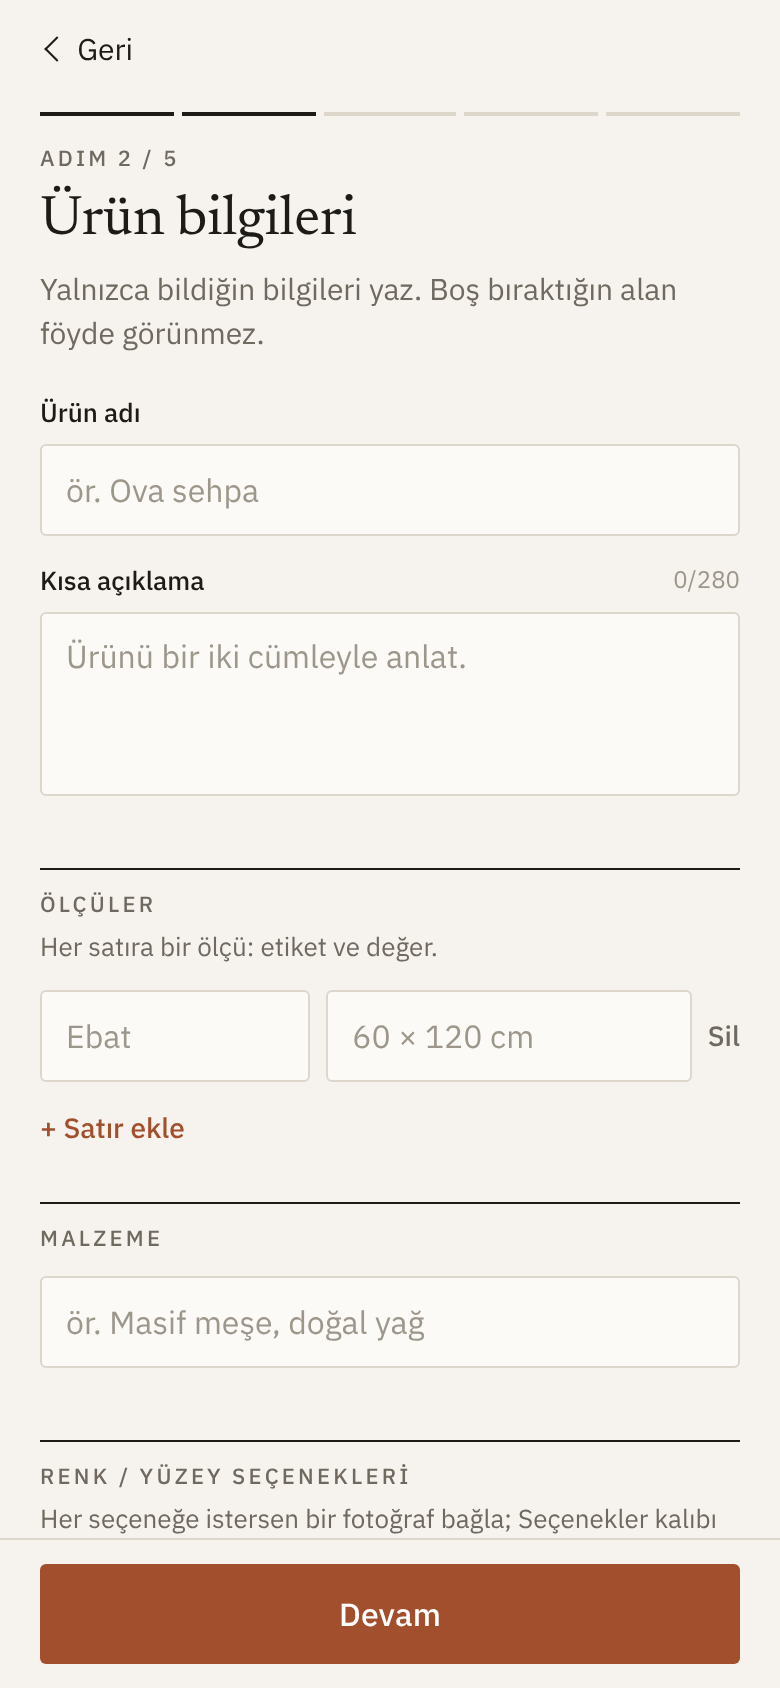 Geri
ADIM 2 / 5
Ürün bilgileri
Yalnızca bildiğin bilgileri yaz. Boş bıraktığın alan
föyde görünmez.
Ürün adı
ör. Ova sehpa
Kısa açıklama 0/280
Ürünü bir iki cümleyle anlat.
ÖLÇÜLER
Her satıra bir ölçü: etiket ve değer.
Ebat 60 × 120 cm Sil
+ Satır ekle
MALZEME
ör. Masif meşe, doğal yağ
RENK / YÜZEY SEÇENEKLERİ
Her seçeneğe istersen bir fotoğraf bağla; Seçenekler kalıbı
Devam